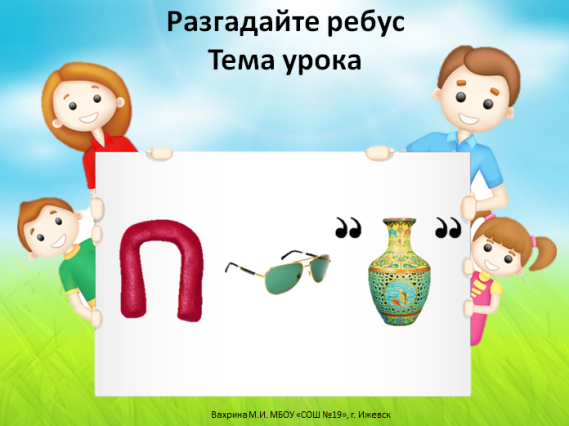 Разгадайте ребус
Тема урока
П
❝ ❝
Вахрина М.И. МБОУ «СОШ №19», г. Ижевск